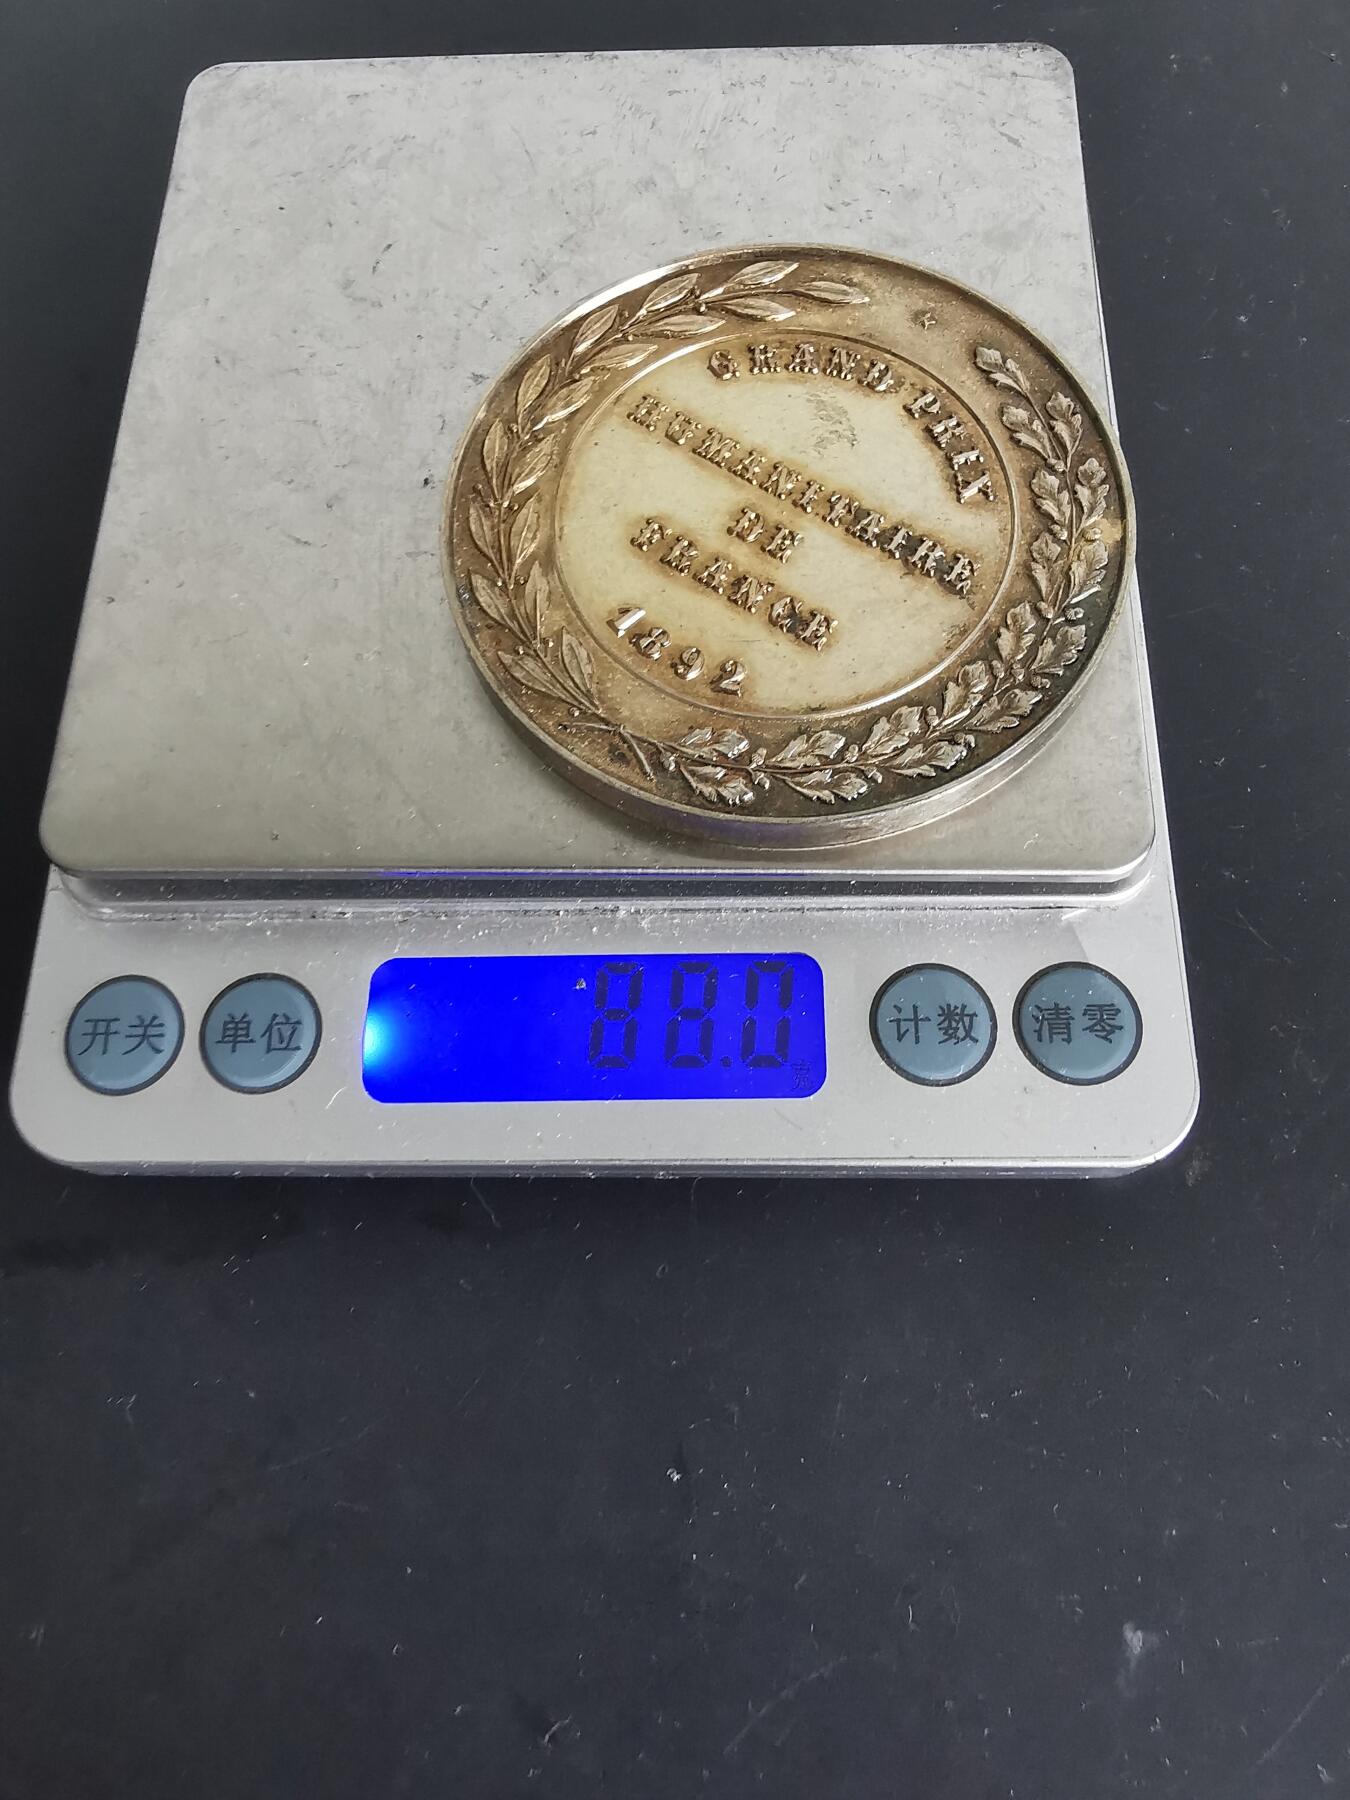 GRAND PRIX
HUMANITAIRE
DE
FRANCE
1892
开关
单位
88.0
克
计数
清零